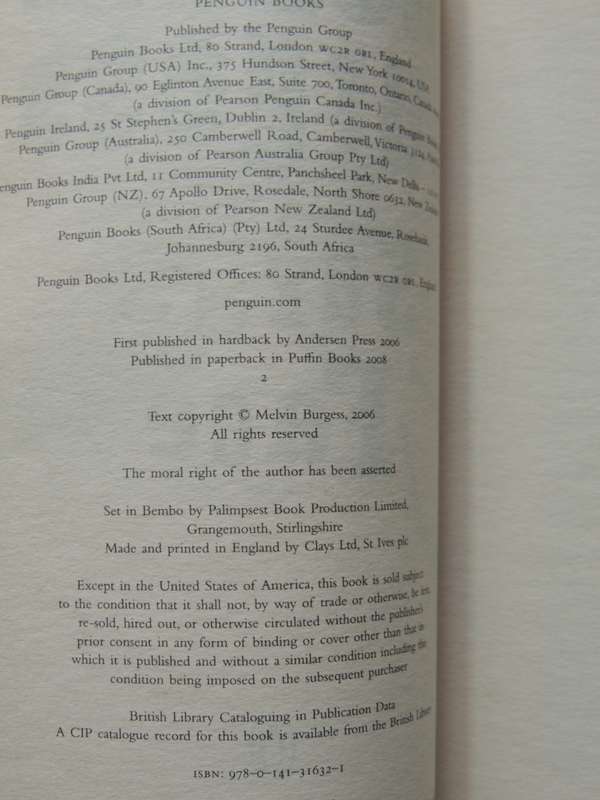 PENGUIN BOOKS
Published by the Penguin Group
Penguin Books Ltd, 80 Strand, London WC2R 0RL, England
Penguin Group (USA) Inc., 375 Hundson Street, New York 10014, USA
Penguin Group (Canada), 90 Eglinton Avenue East, Suite 700, Toronto, Ontario, Canada
(a division of Pearson Penguin Canada Inc.)
Penguin Ireland, 25 St Stephen's Green, Dublin 2, Ireland (a division of Penguin Books
Penguin Group (Australia), 250 Camberwell Road, Camberwell, Victoria 3124,
(a division of Pearson Australia Group Pty Ltd)
Penguin Books India Pvt Ltd, 11 Community Centre, Panchsheel Park, New Delhi –
Penguin Group (NZ), 67 Apollo Drive, Rosedale, North Shore 0632, New Zealand
(a division of Pearson New Zealand Ltd)
Penguin Books (South Africa) (Pty) Ltd, 24 Sturdee Avenue, Rosebank,
Johannesburg 2196, South Africa
Penguin Books Ltd, Registered Offices: 80 Strand, London WC2R 0RL, England
penguin.com
First published in hardback by Andersen Press 2006
Published in paperback in Puffin Books 2008
2
Text copyright © Melvin Burgess, 2006
All rights reserved
The moral right of the author has been asserted
Set in Bembo by Palimpsest Book Production Limited,
Grangemouth, Stirlingshire
Made and printed in England by Clays Ltd, St Ives plc
Except in the United States of America, this book is sold subject
to the condition that it shall not, by way of trade or otherwise, be lent,
re-sold, hired out, or otherwise circulated without the publisher's
prior consent in any form of binding or cover other than that in
which it is published and without a similar condition including this
condition being imposed on the subsequent purchaser
British Library Cataloguing in Publication Data
A CIP catalogue record for this book is available from the British Library
ISBN: 978-0-141-31632-1